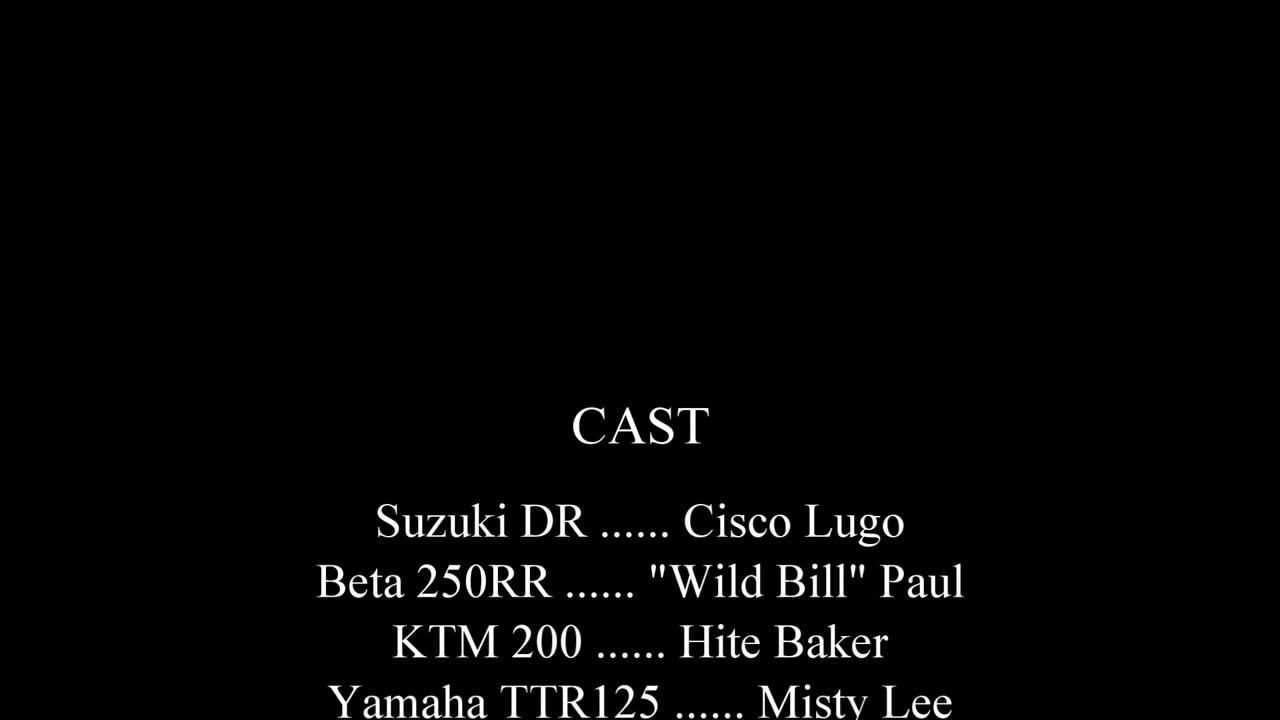 CAST
Suzuki DR ...... Cisco Lugo
Beta 250RR ...... "Wild Bill" Paul
KTM 200 ...... Hite Baker
Yamaha TTR125 ...... Misty Lee